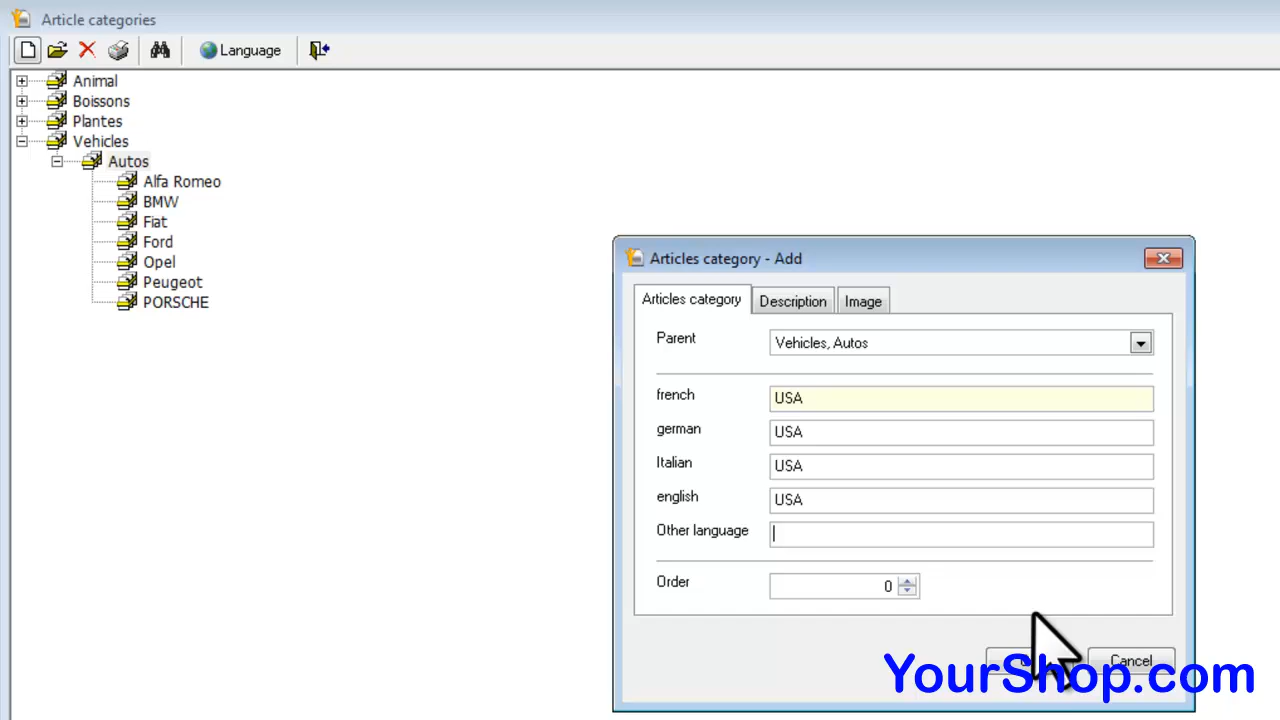 Article categories
Language
Animal
Boissons
Plantes
Vehicles
Autos
Alfa Romeo
BMW
Fiat
Ford
Opel
Peugeot
PORSCHE
Articles category - Add
Articles category
Description
Image
Parent
Vehicles, Autos
french
USA
german
USA
Italian
USA
english
USA
Other language
Order
0
Cancel
YourShop.com